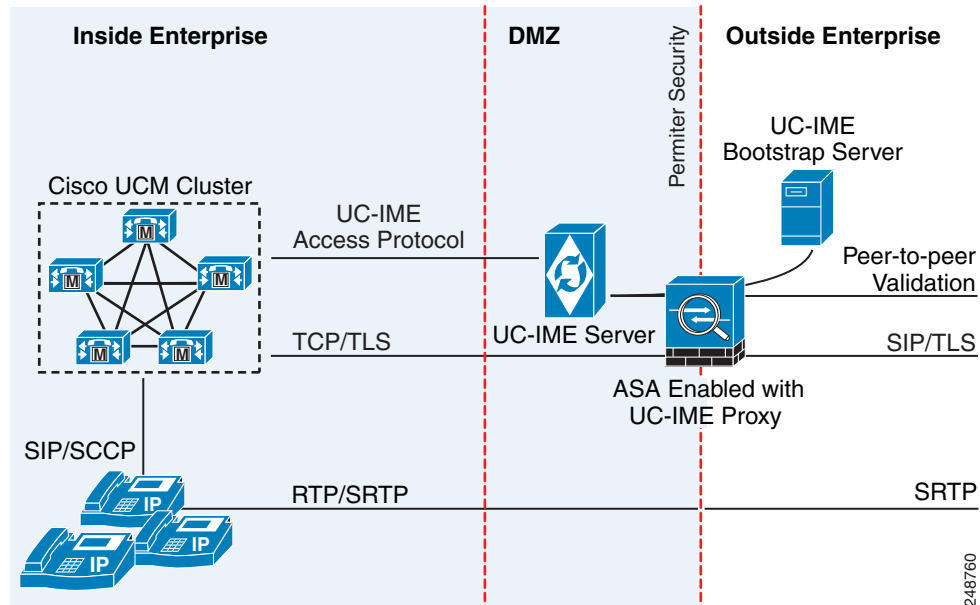 Inside Enterprise
DMZ
Permiter Security
Outside Enterprise
UC-IME
Bootstrap Server
Cisco UCM Cluster
M
M
M
M
M
UC-IME
Access Protocol
Peer-to-peer
Validation
UC-IME Server
TCP/TLS
SIP/TLS
ASA Enabled with
UC-IME Proxy
SIP/SCCP
IP
IP
IP
RTP/SRTP
SRTP
248760